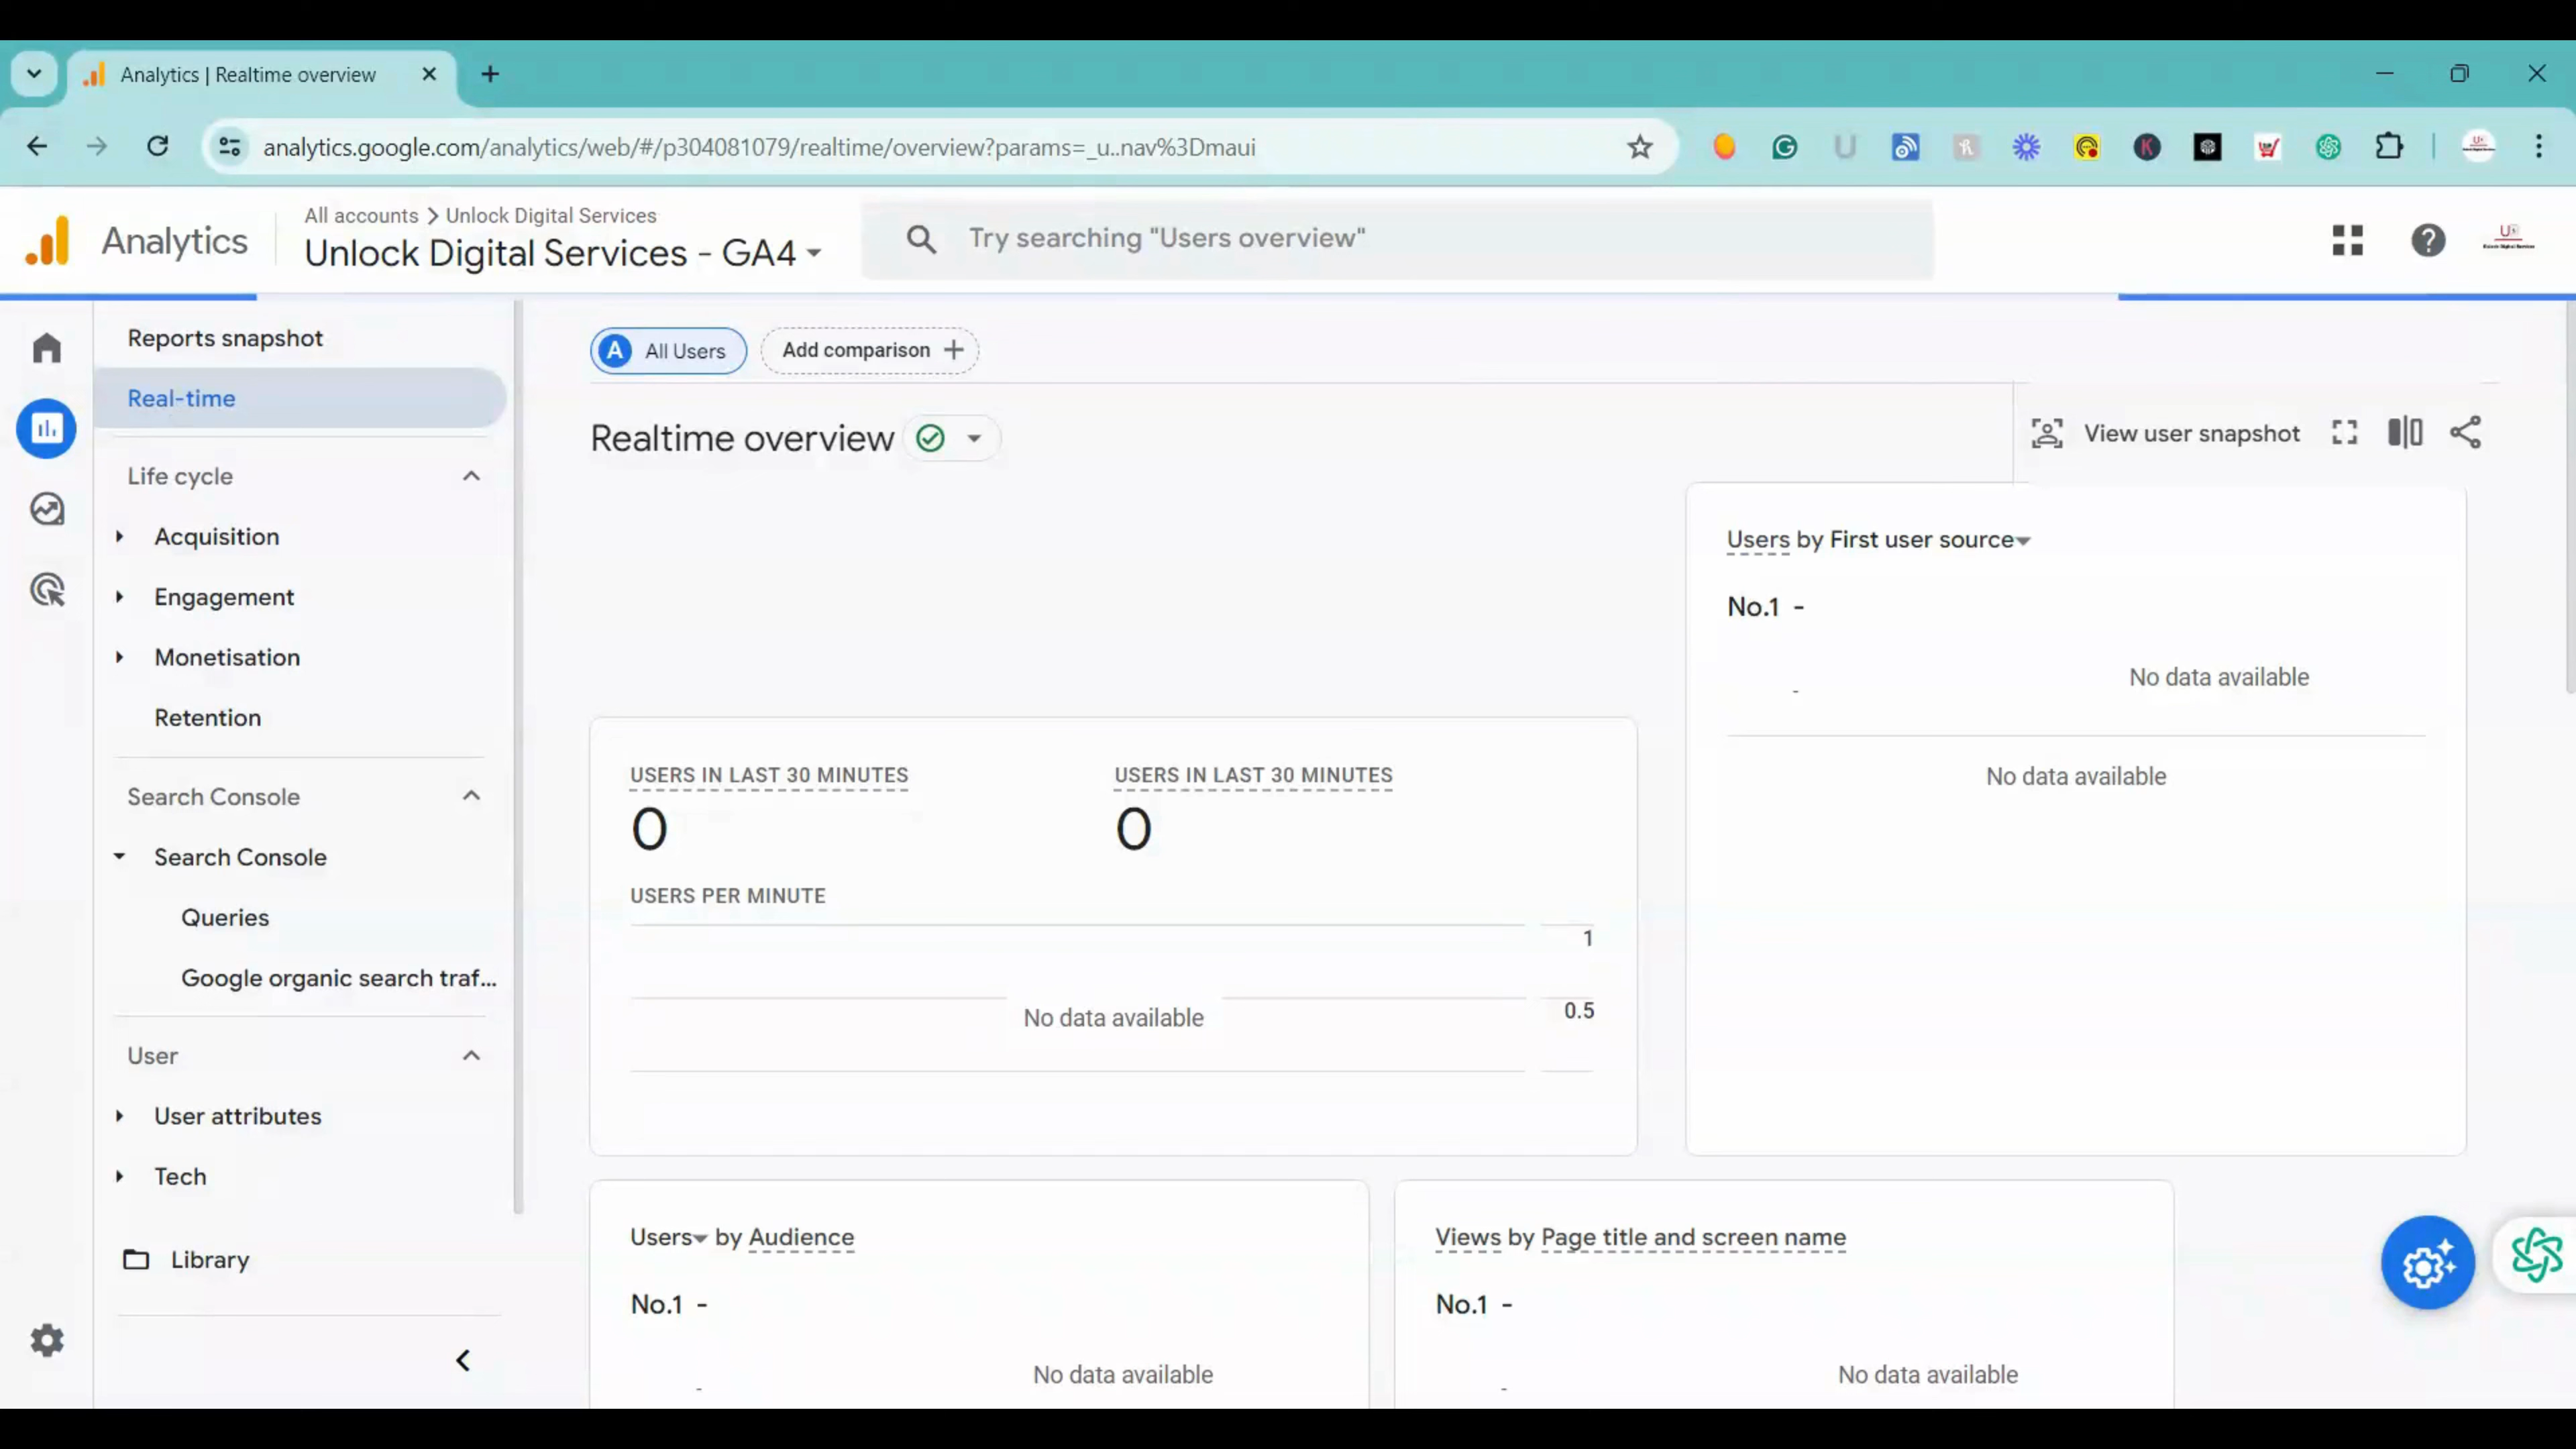 Analytics | Realtime overview
analytics.google.com/analytics/web/#/p304081079/realtime/overview?params=_u..nav%3Dmaui
Analytics
All accounts > Unlock Digital Services
Unlock Digital Services - GA4
Try searching "Users overview"
Reports snapshot
Real-time
Life cycle
Acquisition
Engagement
Monetisation
Retention
Search Console
Search Console
Queries
Google organic search traf...
User
User attributes
Tech
Library
A All Users
Add comparison +
Realtime overview
View user snapshot
USERS IN LAST 30 MINUTES
0
USERS IN LAST 30 MINUTES
0
USERS PER MINUTE
1
0.5
No data available
Users by First user source
No.1 -
-
No data available
No data available
Users by Audience
No.1 -
-
No data available
Views by Page title and screen name
No.1 -
-
No data available